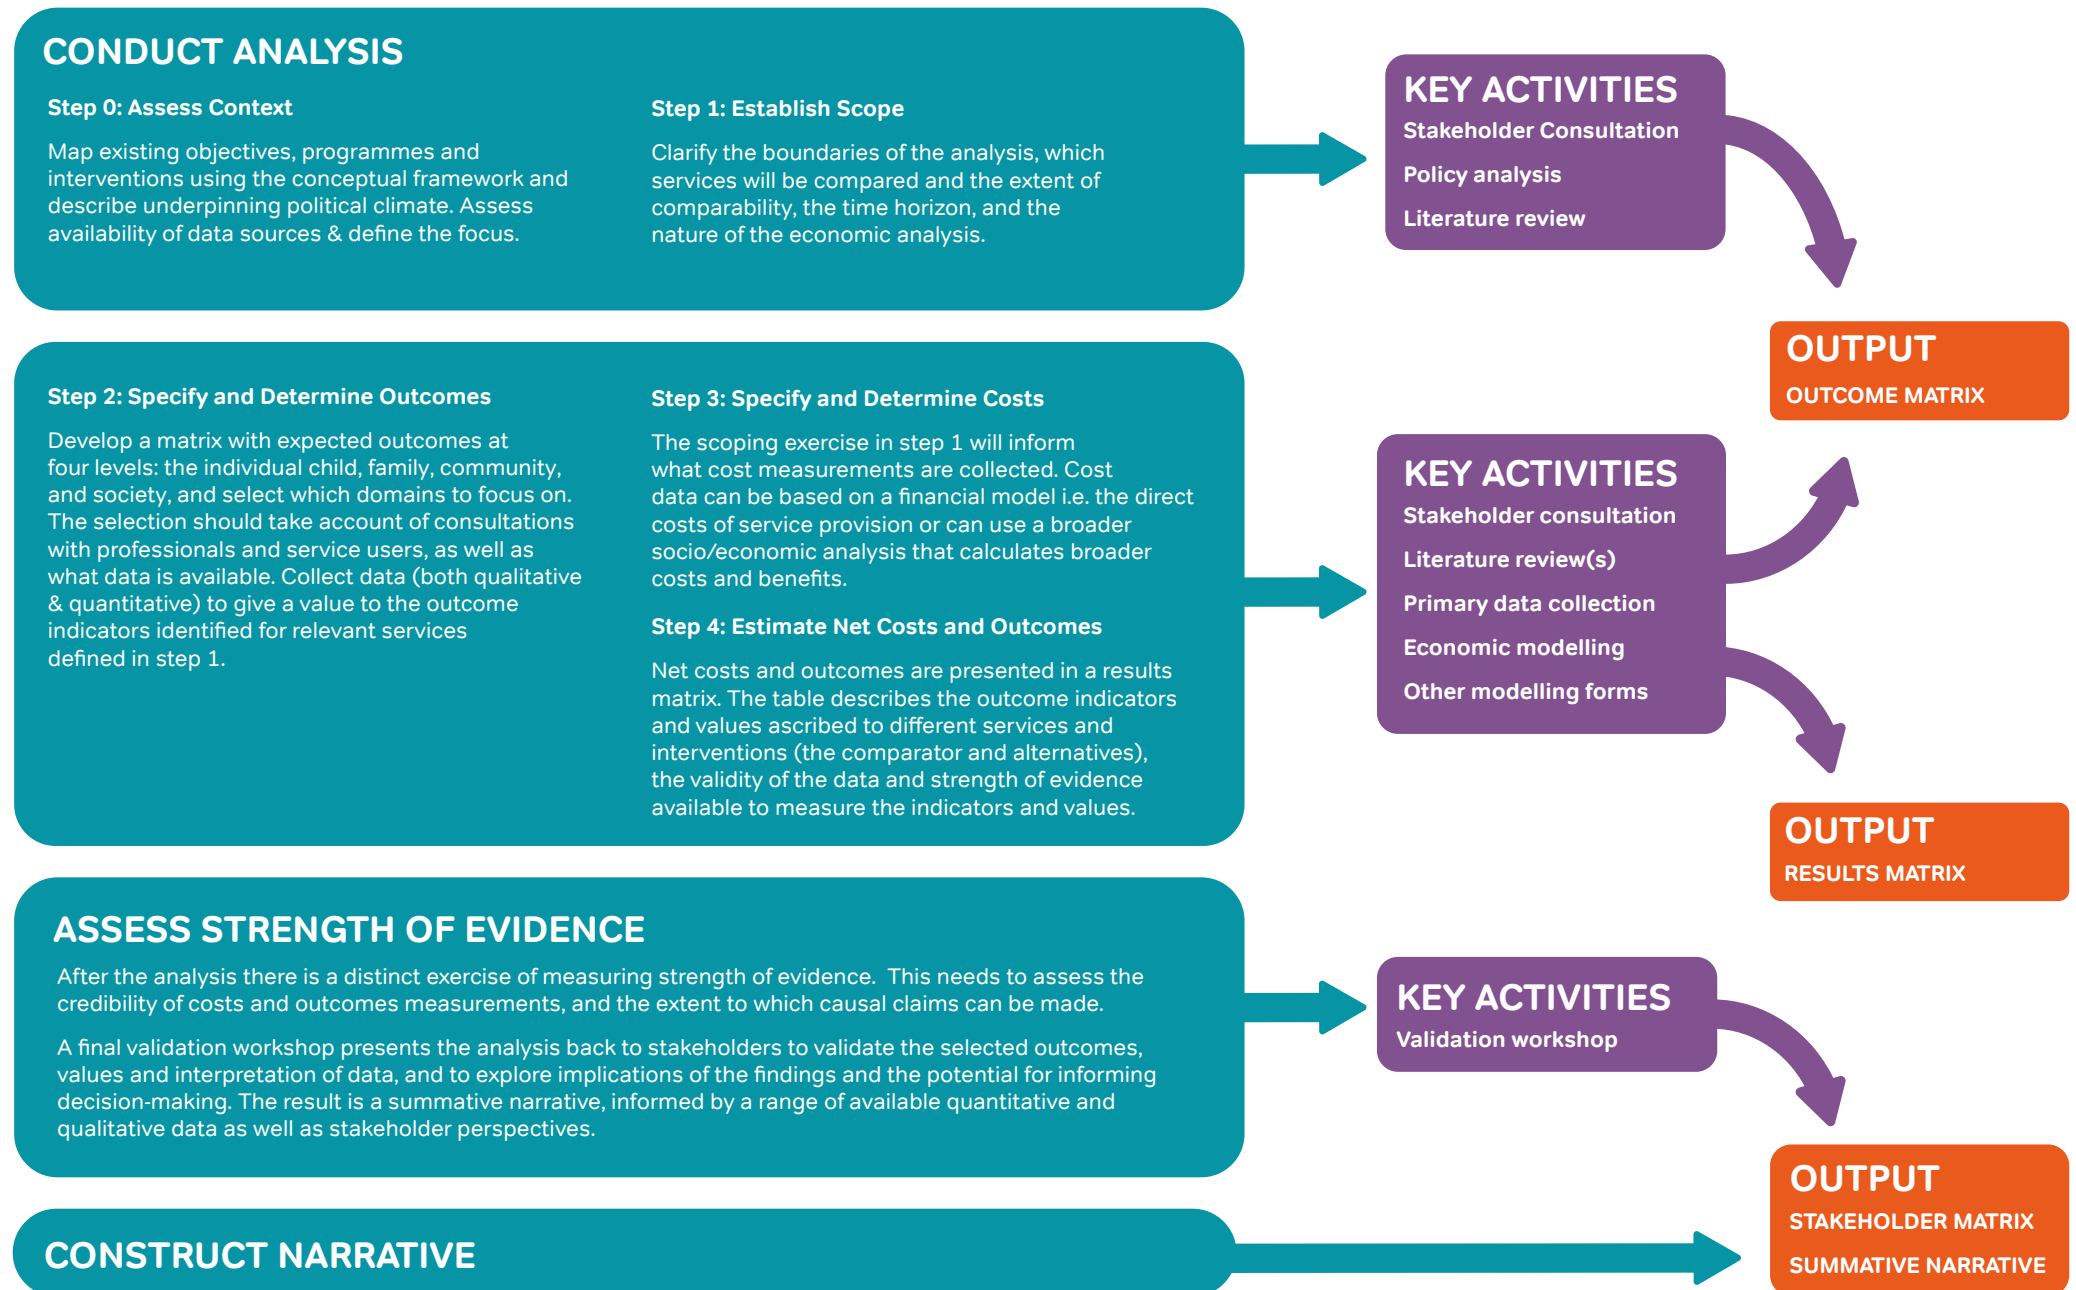 CONDUCT ANALYSIS
Step 0: Assess Context
Map existing objectives, programmes and
interventions using the conceptual framework and
describe underpinning political climate. Assess
availability of data sources & define the focus.
Step 1: Establish Scope
Clarify the boundaries of the analysis, which
services will be compared and the extent of
comparability, the time horizon, and the
nature of the economic analysis.
KEY ACTIVITIES
Stakeholder Consultation
Policy analysis
Literature review
OUTPUT
OUTCOME MATRIX
Step 2: Specify and Determine Outcomes
Develop a matrix with expected outcomes at
four levels: the individual child, family, community,
and society, and select which domains to focus on.
The selection should take account of consultations
with professionals and service users, as well as
what data is available. Collect data (both qualitative
& quantitative) to give a value to the outcome
indicators identified for relevant services
defined in step 1.
Step 3: Specify and Determine Costs
The scoping exercise in step 1 will inform
what cost measurements are collected. Cost
data can be based on a financial model i.e. the direct
costs of service provision or can use a broader
socio/economic analysis that calculates broader
costs and benefits.
Step 4: Estimate Net Costs and Outcomes
Net costs and outcomes are presented in a results
matrix. The table describes the outcome indicators
and values ascribed to different services and
interventions (the comparator and alternatives),
the validity of the data and strength of evidence
available to measure the indicators and values.
KEY ACTIVITIES
Stakeholder consultation
Literature review(s)
Primary data collection
Economic modelling
Other modelling forms
OUTPUT
RESULTS MATRIX
ASSESS STRENGTH OF EVIDENCE
After the analysis there is a distinct exercise of measuring strength of evidence. This needs to assess the
credibility of costs and outcomes measurements, and the extent to which causal claims can be made.
A final validation workshop presents the analysis back to stakeholders to validate the selected outcomes,
values and interpretation of data, and to explore implications of the findings and the potential for informing
decision-making. The result is a summative narrative, informed by a range of available quantitative and
qualitative data as well as stakeholder perspectives.
KEY ACTIVITIES
Validation workshop
CONSTRUCT NARRATIVE
OUTPUT
STAKEHOLDER MATRIX
SUMMATIVE NARRATIVE